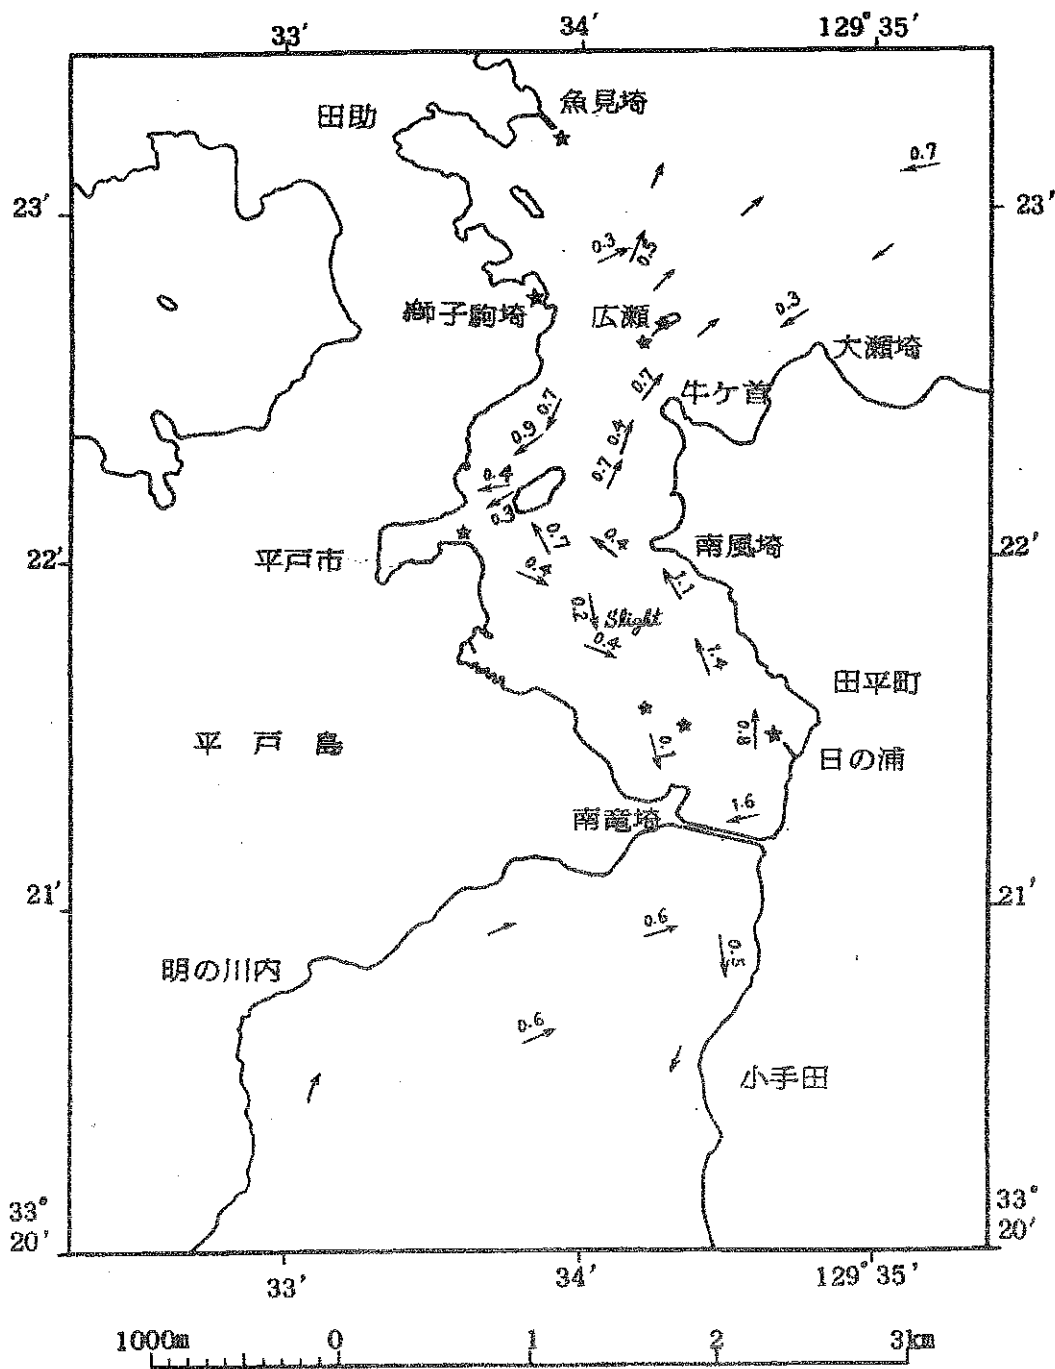 33′ 34′ 129° 35′
魚見埼
田助
0.7
23′ 23′
0.3
0.5
獅子駒埼 広瀬 0.3
大瀬埼
0.7 牛ケ首
0.7
0.9 0.4
0.4 0.7
0.3
0.7 0.4 南風埼
22′ 平戸市 22′
0.4
1.1
0.2 Slight
0.4 1.4
田平町
平戸島 0.1 0.8 日の浦
1.6
南竜埼
21′ 21′
0.6 0.5
明の川内
0.6
小手田
33° 33°
20′ 20′
33′ 34′ 129° 35′
1000m 0 1 2 3km